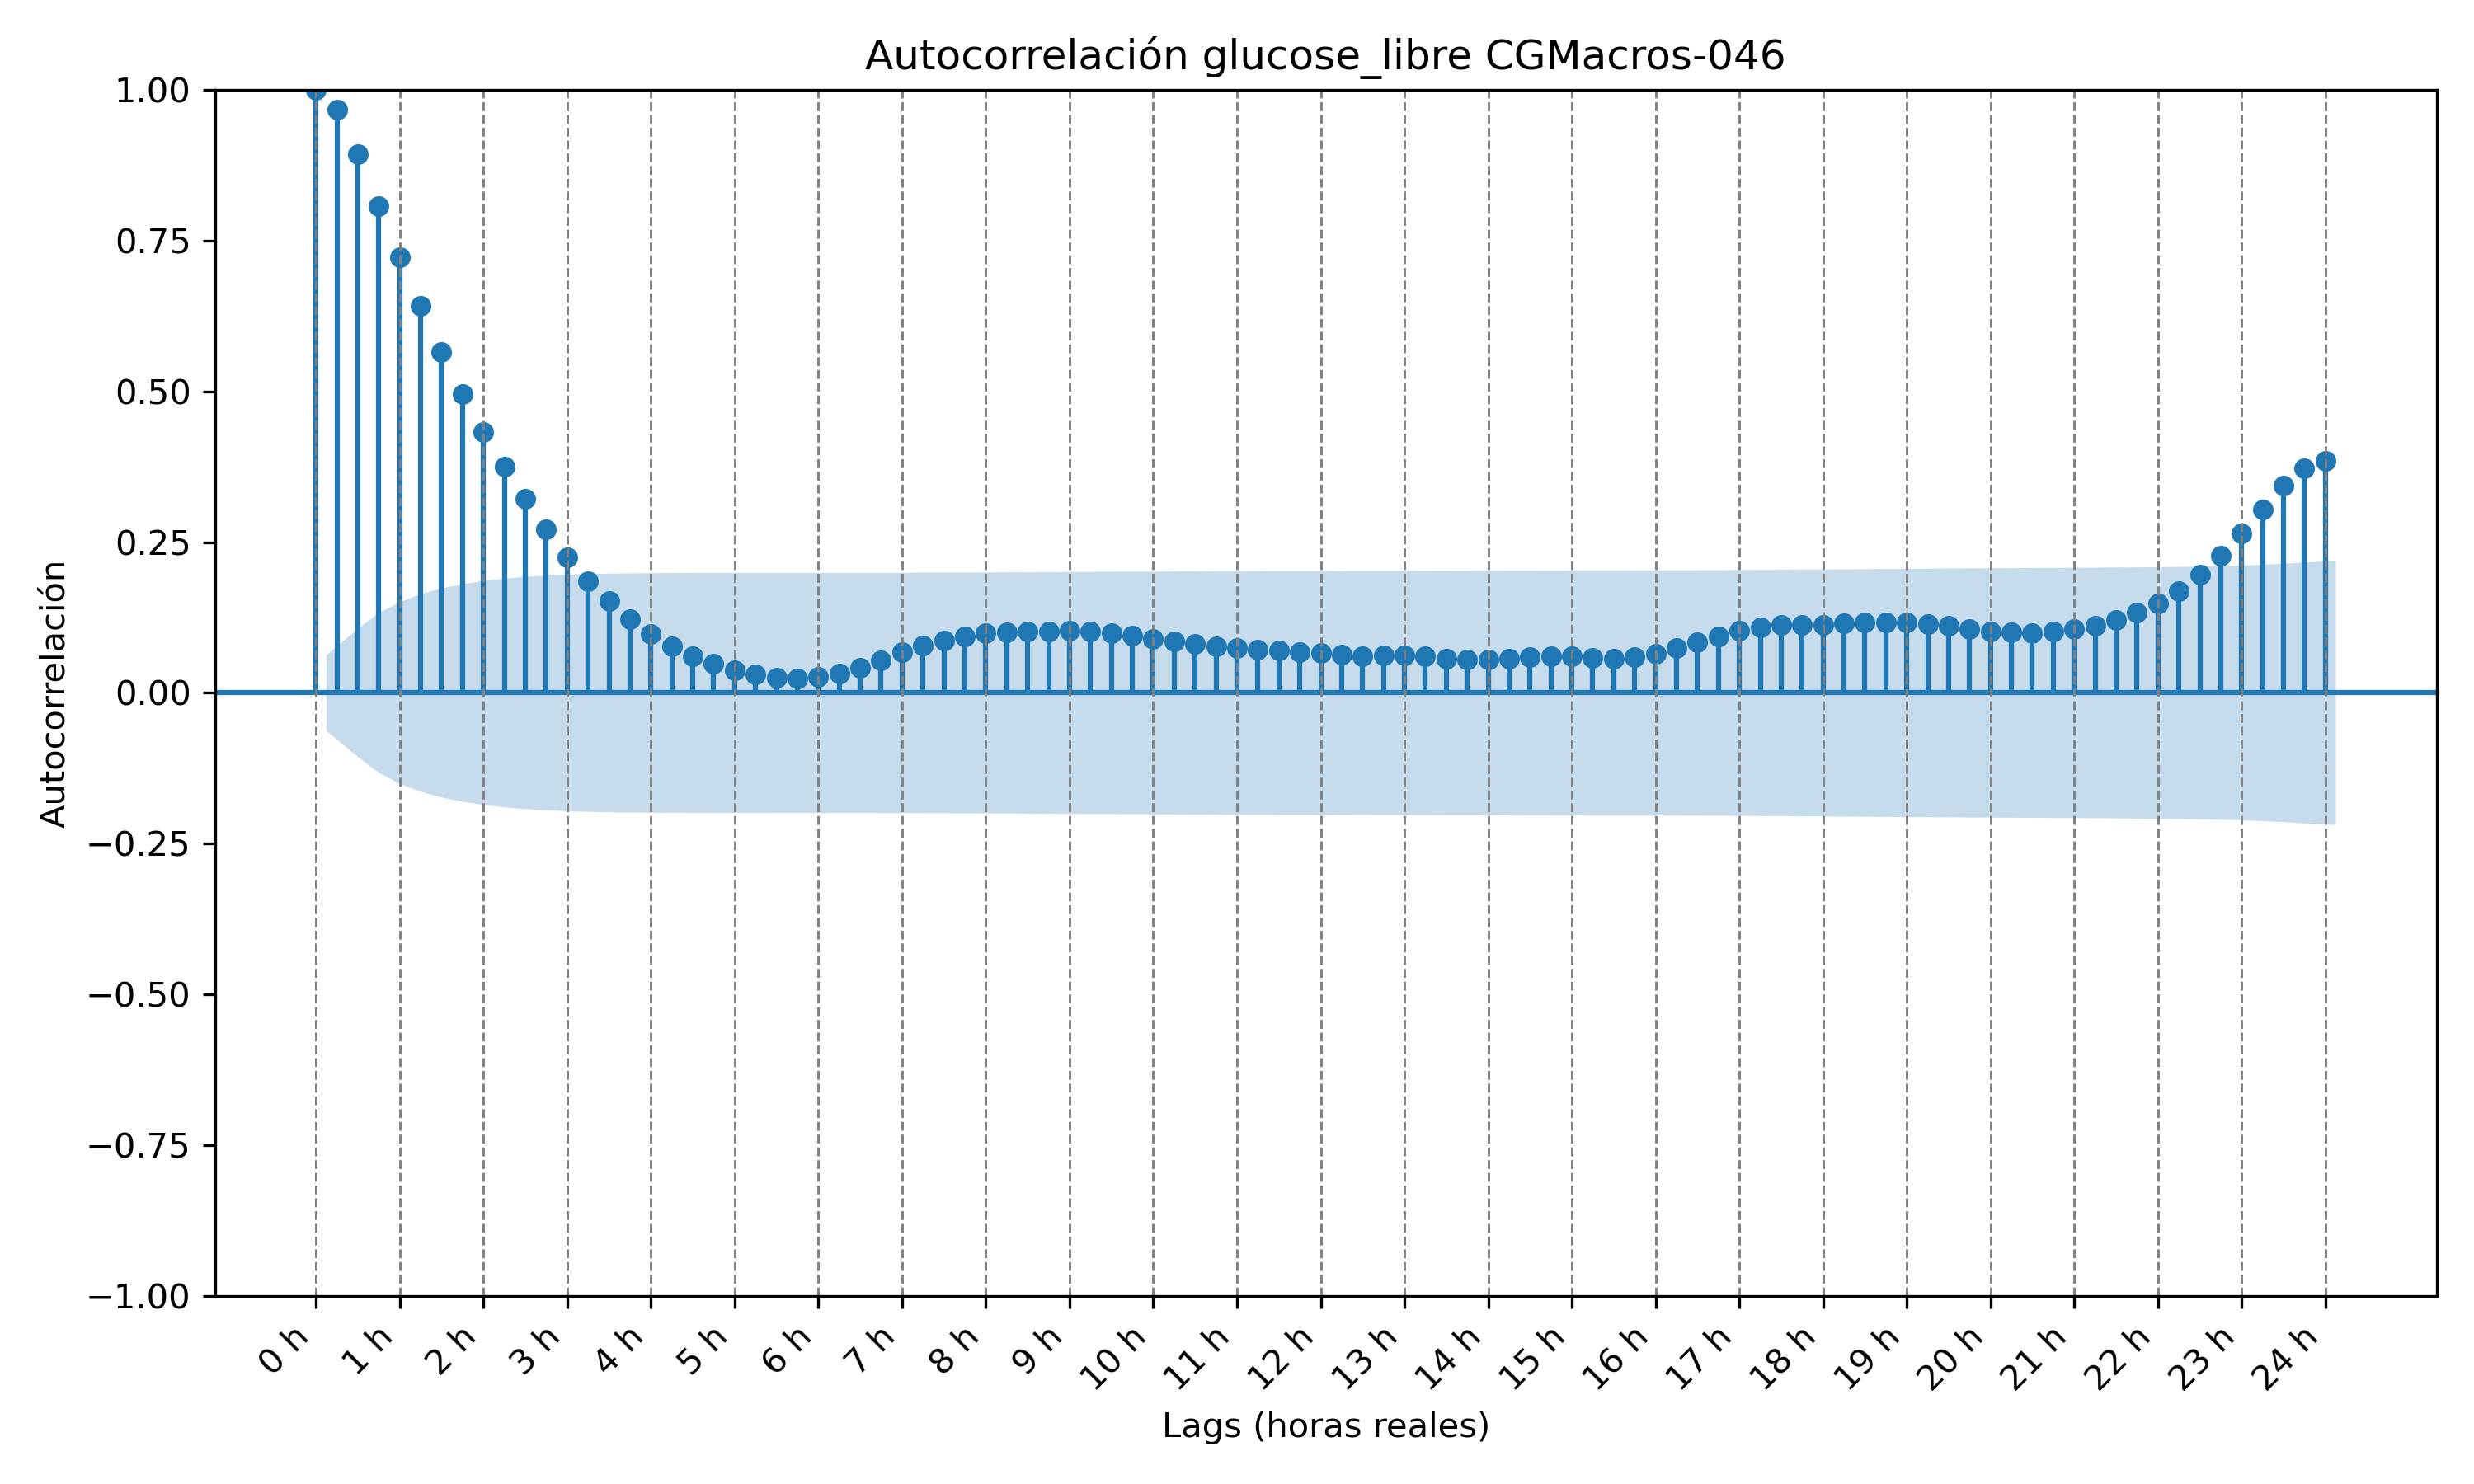 Autocorrelación glucose_libre CGMacros-046
Autocorrelación
1.00
0.75
0.50
0.25
0.00
−0.25
−0.50
−0.75
−1.00
0 h
1 h
2 h
3 h
4 h
5 h
6 h
7 h
8 h
9 h
10 h
11 h
12 h
13 h
14 h
15 h
16 h
17 h
18 h
19 h
20 h
21 h
22 h
23 h
24 h
Lags (horas reales)